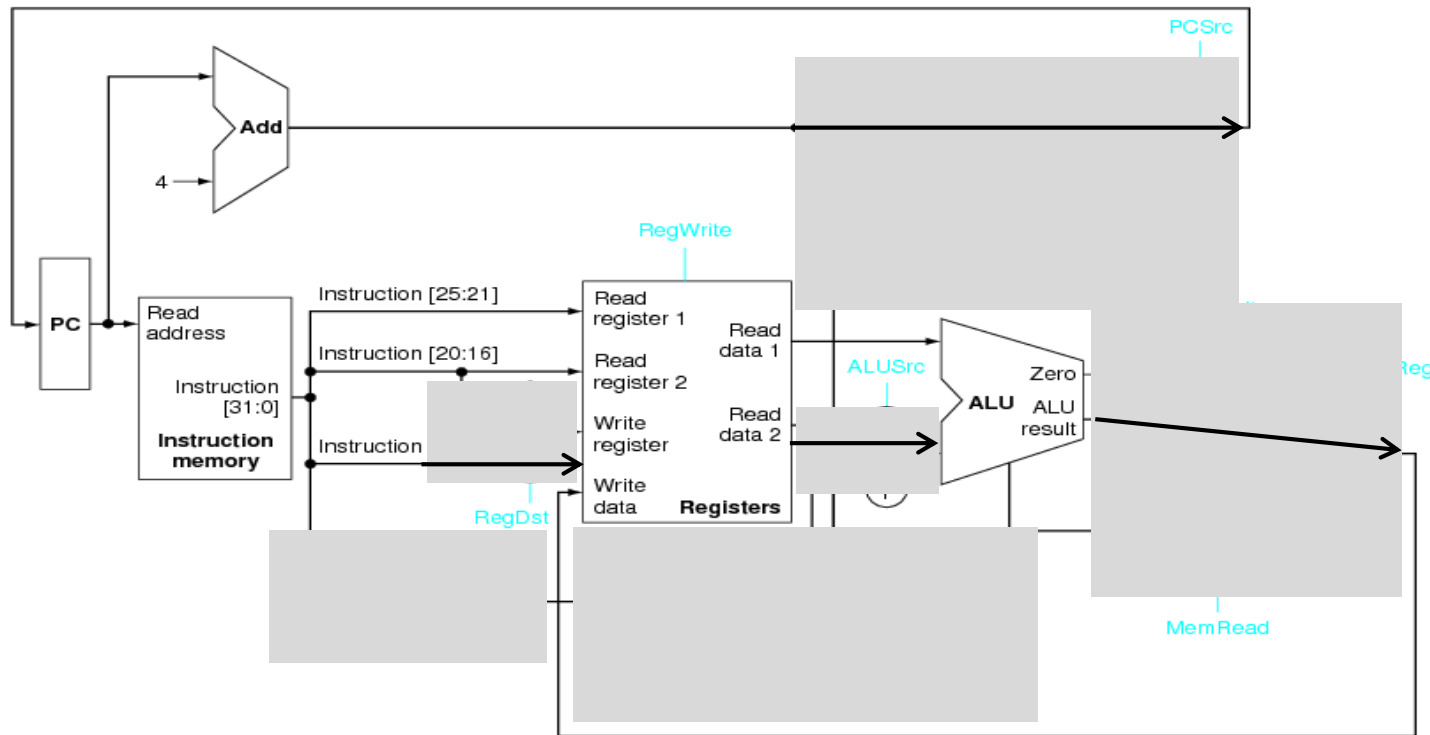 PCSrc
Add
4
RegWrite
PC
Read
address
Instruction
[31:0]
Instruction
memory
Instruction [25:21]
Instruction [20:16]
Instruction
RegDst
Read
register 1
Read
register 2
Write
register
Write
data
Read
data 1
Read
data 2
Registers
ALUSrc
Zero
ALU
ALU
result
Reg
MemRead